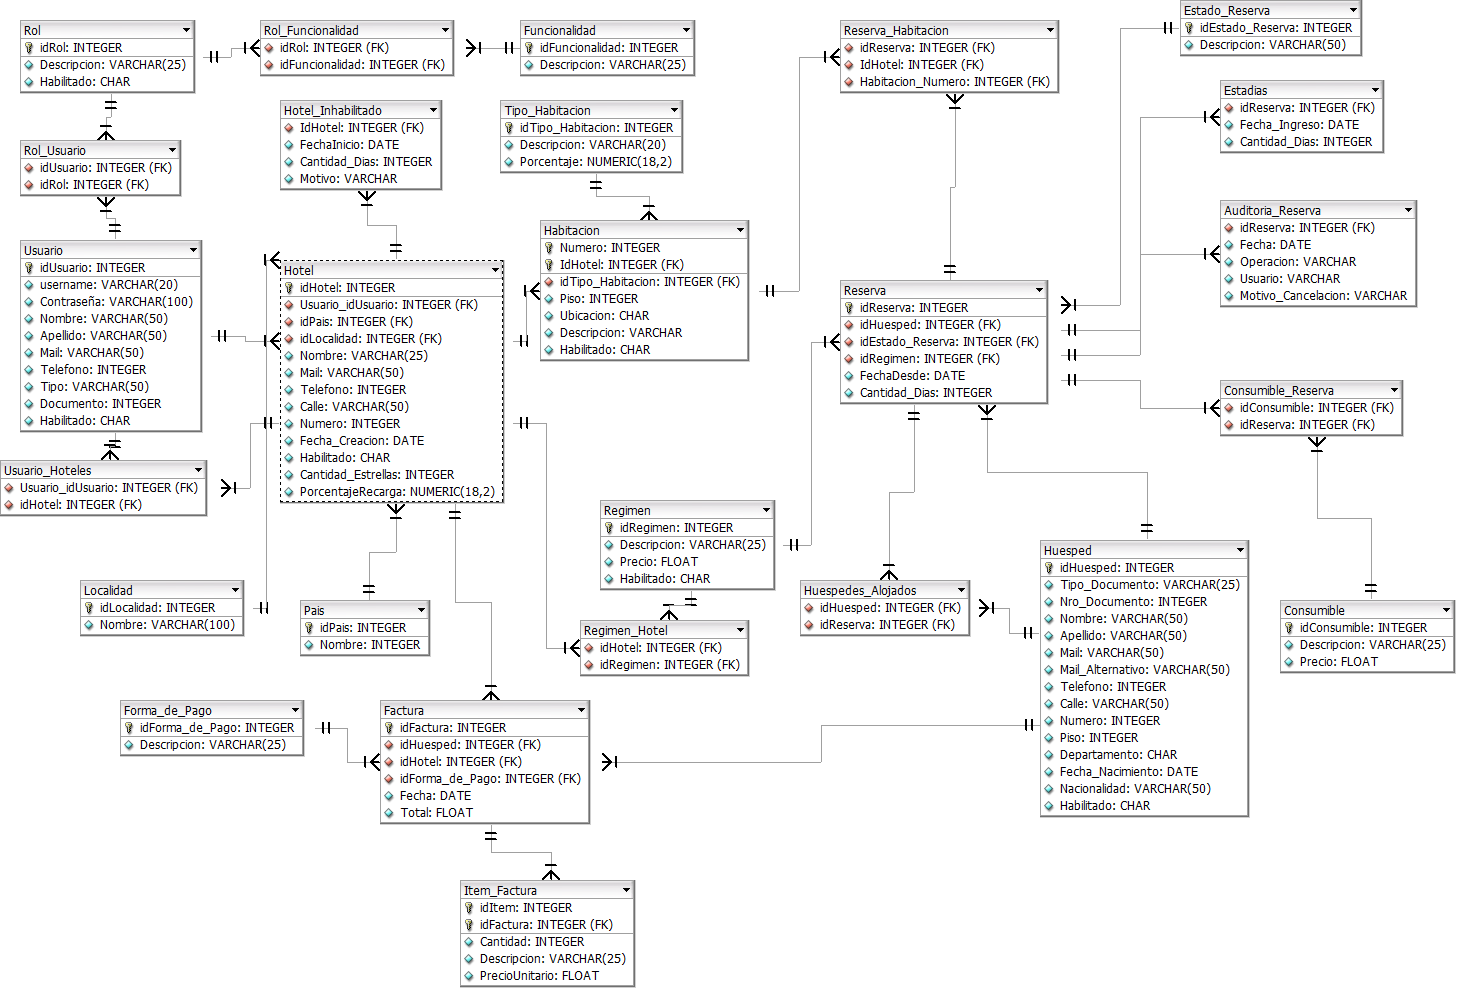 Rol
idRol: INTEGER
Descripcion: VARCHAR(25)
Habilitado: CHAR
Rol_Funcionalidad
idRol: INTEGER (FK)
idFuncionalidad: INTEGER (FK)
Funcionalidad
idFuncionalidad: INTEGER
Descripcion: VARCHAR(25)
Reserva_Habitacion
idReserva: INTEGER (FK)
IdHotel: INTEGER (FK)
Habitacion_Numero: INTEGER (FK)
Estado_Reserva
idEstado_Reserva: INTEGER
Descripcion: VARCHAR(50)
Estadias
idReserva: INTEGER (FK)
Fecha_Ingreso: DATE
Cantidad_Dias: INTEGER
Hotel_Inhabilitado
IdHotel: INTEGER (FK)
FechaInicio: DATE
Cantidad_Dias: INTEGER
Motivo: VARCHAR
Tipo_Habitacion
idTipo_Habitacion: INTEGER
Descripcion: VARCHAR(20)
Porcentaje: NUMERIC(18,2)
Rol_Usuario
idUsuario: INTEGER (FK)
idRol: INTEGER (FK)
Auditoria_Reserva
idReserva: INTEGER (FK)
Fecha: DATE
Operacion: VARCHAR
Usuario: VARCHAR
Motivo_Cancelacion: VARCHAR
Habitacion
Numero: INTEGER
IdHotel: INTEGER (FK)
idTipo_Habitacion: INTEGER (FK)
Piso: INTEGER
Ubicacion: CHAR
Descripcion: VARCHAR
Habilitado: CHAR
Usuario
idUsuario: INTEGER
username: VARCHAR(20)
Contraseña: VARCHAR(100)
Nombre: VARCHAR(50)
Apellido: VARCHAR(50)
Mail: VARCHAR(50)
Telefono: INTEGER
Tipo: VARCHAR(50)
Documento: INTEGER
Habilitado: CHAR
Hotel
idHotel: INTEGER
Usuario_idUsuario: INTEGER (FK)
idPais: INTEGER (FK)
idLocalidad: INTEGER (FK)
Nombre: VARCHAR(25)
Mail: VARCHAR(50)
Telefono: INTEGER
Calle: VARCHAR(50)
Numero: INTEGER
Fecha_Creacion: DATE
Habilitado: CHAR
Cantidad_Estrellas: INTEGER
PorcentajeRecarga: NUMERIC(18,2)
Reserva
idReserva: INTEGER
idHuesped: INTEGER (FK)
idEstado_Reserva: INTEGER (FK)
idRegimen: INTEGER (FK)
FechaDesde: DATE
Cantidad_Dias: INTEGER
Consumible_Reserva
idConsumible: INTEGER (FK)
idReserva: INTEGER (FK)
Usuario_Hoteles
Usuario_idUsuario: INTEGER (FK)
idHotel: INTEGER (FK)
Regimen
idRegimen: INTEGER
Descripcion: VARCHAR(25)
Precio: FLOAT
Habilitado: CHAR
Huesped
idHuesped: INTEGER
Tipo_Documento: VARCHAR(25)
Nro_Documento: INTEGER
Nombre: VARCHAR(50)
Apellido: VARCHAR(50)
Mail: VARCHAR(50)
Mail_Alternativo: VARCHAR(50)
Telefono: INTEGER
Calle: VARCHAR(50)
Numero: INTEGER
Piso: INTEGER
Departamento: CHAR
Fecha_Nacimiento: DATE
Nacionalidad: VARCHAR(50)
Habilitado: CHAR
Localidad
idLocalidad: INTEGER
Nombre: VARCHAR(100)
Huespedes_Alojados
idHuesped: INTEGER (FK)
idReserva: INTEGER (FK)
Pais
idPais: INTEGER
Nombre: INTEGER
Consumible
idConsumible: INTEGER
Descripcion: VARCHAR(25)
Precio: FLOAT
Regimen_Hotel
idHotel: INTEGER (FK)
idRegimen: INTEGER (FK)
Forma_de_Pago
idForma_de_Pago: INTEGER
Descripcion: VARCHAR(25)
Factura
idFactura: INTEGER
idHuesped: INTEGER (FK)
idHotel: INTEGER (FK)
idForma_de_Pago: INTEGER (FK)
Fecha: DATE
Total: FLOAT
Item_Factura
idItem: INTEGER
idFactura: INTEGER (FK)
Cantidad: INTEGER
Descripcion: VARCHAR(25)
PrecioUnitario: FLOAT